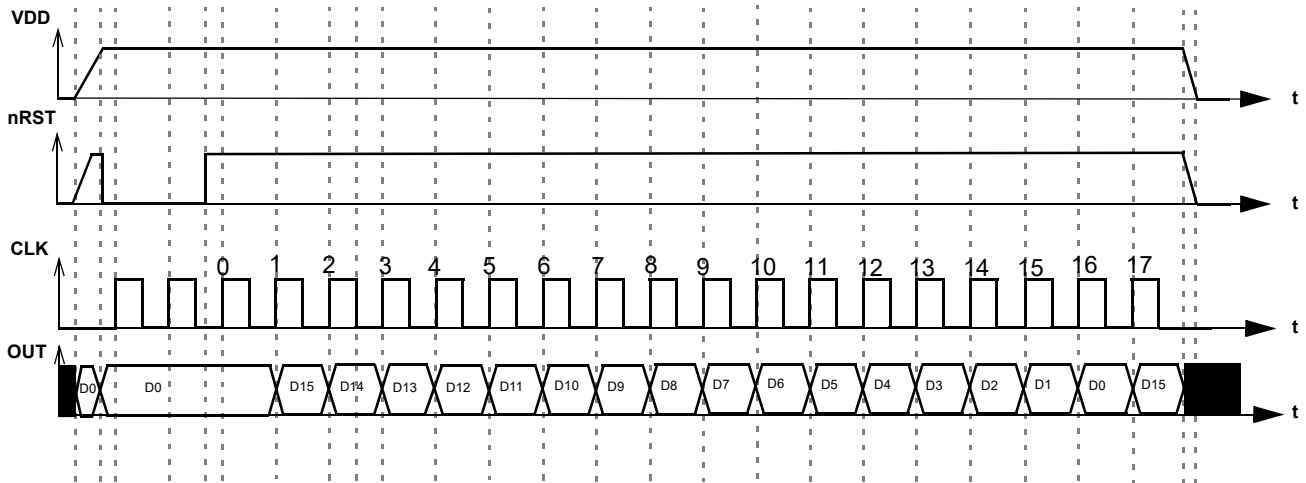 VDD
t
nRST
t
CLK
0 1 2 3 4 5 6 7 8 9 10 11 12 13 14 15 16 17
t
OUT
D0 D0 D15 D14 D13 D12 D11 D10 D9 D8 D7 D6 D5 D4 D3 D2 D1 D0 D15
t